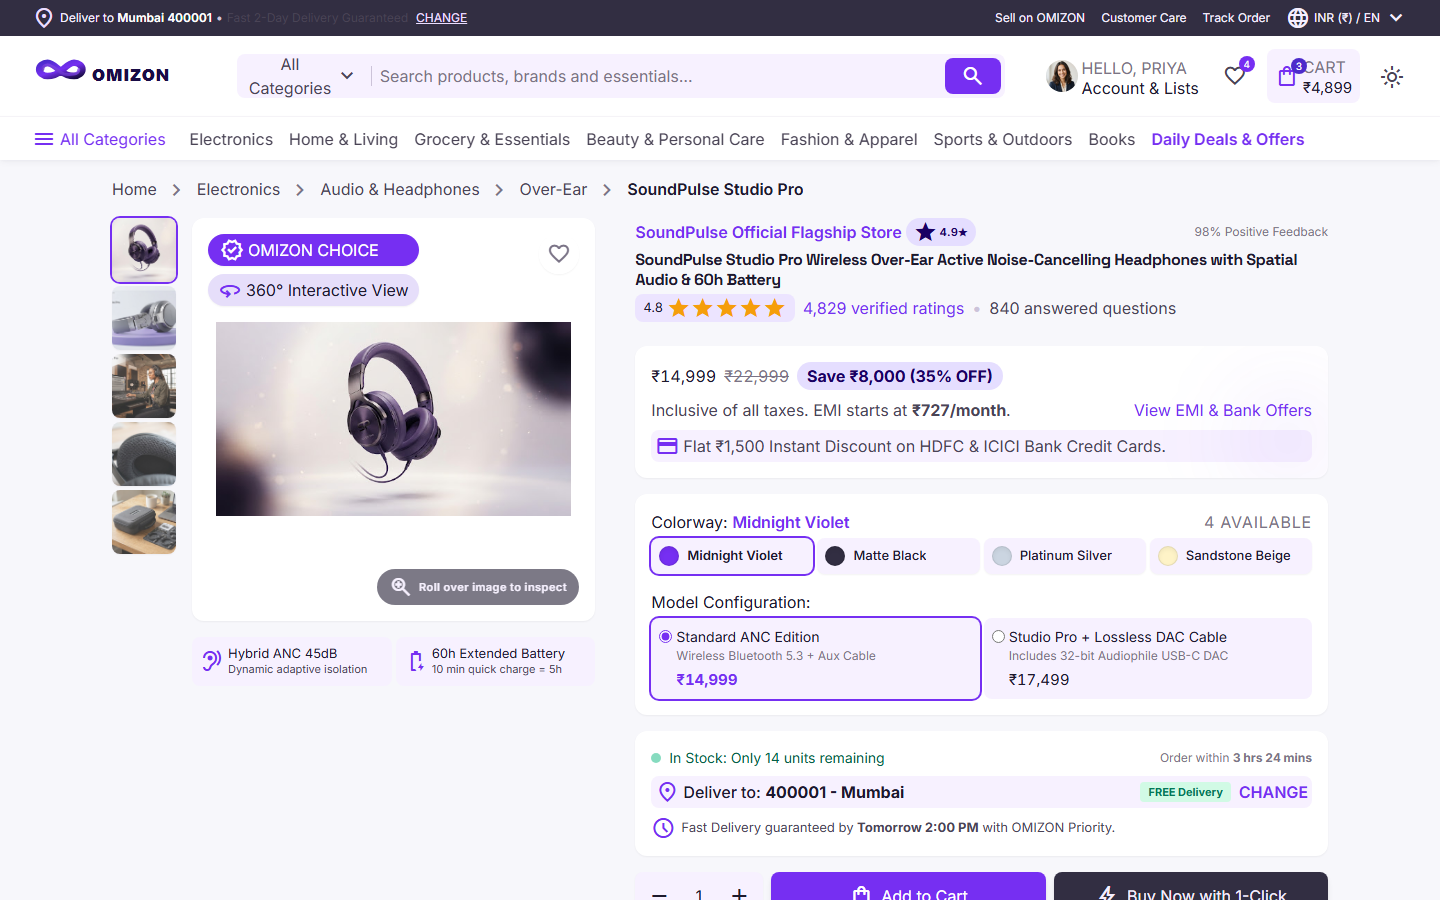 Deliver to Mumbai 400001 • Fast 2-Day Delivery Guaranteed CHANGE
Sell on OMIZON Customer Care Track Order INR (₹) / EN
OMIZON
All Categories
Search products, brands and essentials...
HELLO, PRIYA
Account & Lists
4
3
CART
₹4,899
All Categories Electronics Home & Living Grocery & Essentials Beauty & Personal Care Fashion & Apparel Sports & Outdoors Books Daily Deals & Offers
Home Electronics Audio & Headphones Over-Ear SoundPulse Studio Pro
OMIZON CHOICE
360° Interactive View
Roll over image to inspect
Hybrid ANC 45dB
Dynamic adaptive isolation
60h Extended Battery
10 min quick charge = 5h
SoundPulse Official Flagship Store 4.9★ 98% Positive Feedback
SoundPulse Studio Pro Wireless Over-Ear Active Noise-Cancelling Headphones with Spatial
Audio & 60h Battery
4.8 4,829 verified ratings • 840 answered questions
₹14,999 ₹22,999 Save ₹8,000 (35% OFF)
Inclusive of all taxes. EMI starts at ₹727/month. View EMI & Bank Offers
Flat ₹1,500 Instant Discount on HDFC & ICICI Bank Credit Cards.
Colorway: Midnight Violet 4 AVAILABLE
Midnight Violet Matte Black Platinum Silver Sandstone Beige
Model Configuration:
Standard ANC Edition
Wireless Bluetooth 5.3 + Aux Cable
₹14,999
Studio Pro + Lossless DAC Cable
Includes 32-bit Audiophile USB-C DAC
₹17,499
In Stock: Only 14 units remaining Order within 3 hrs 24 mins
Deliver to: 400001 - Mumbai FREE Delivery CHANGE
Fast Delivery guaranteed by Tomorrow 2:00 PM with OMIZON Priority.
1 Add to Cart Buy Now with 1-Click